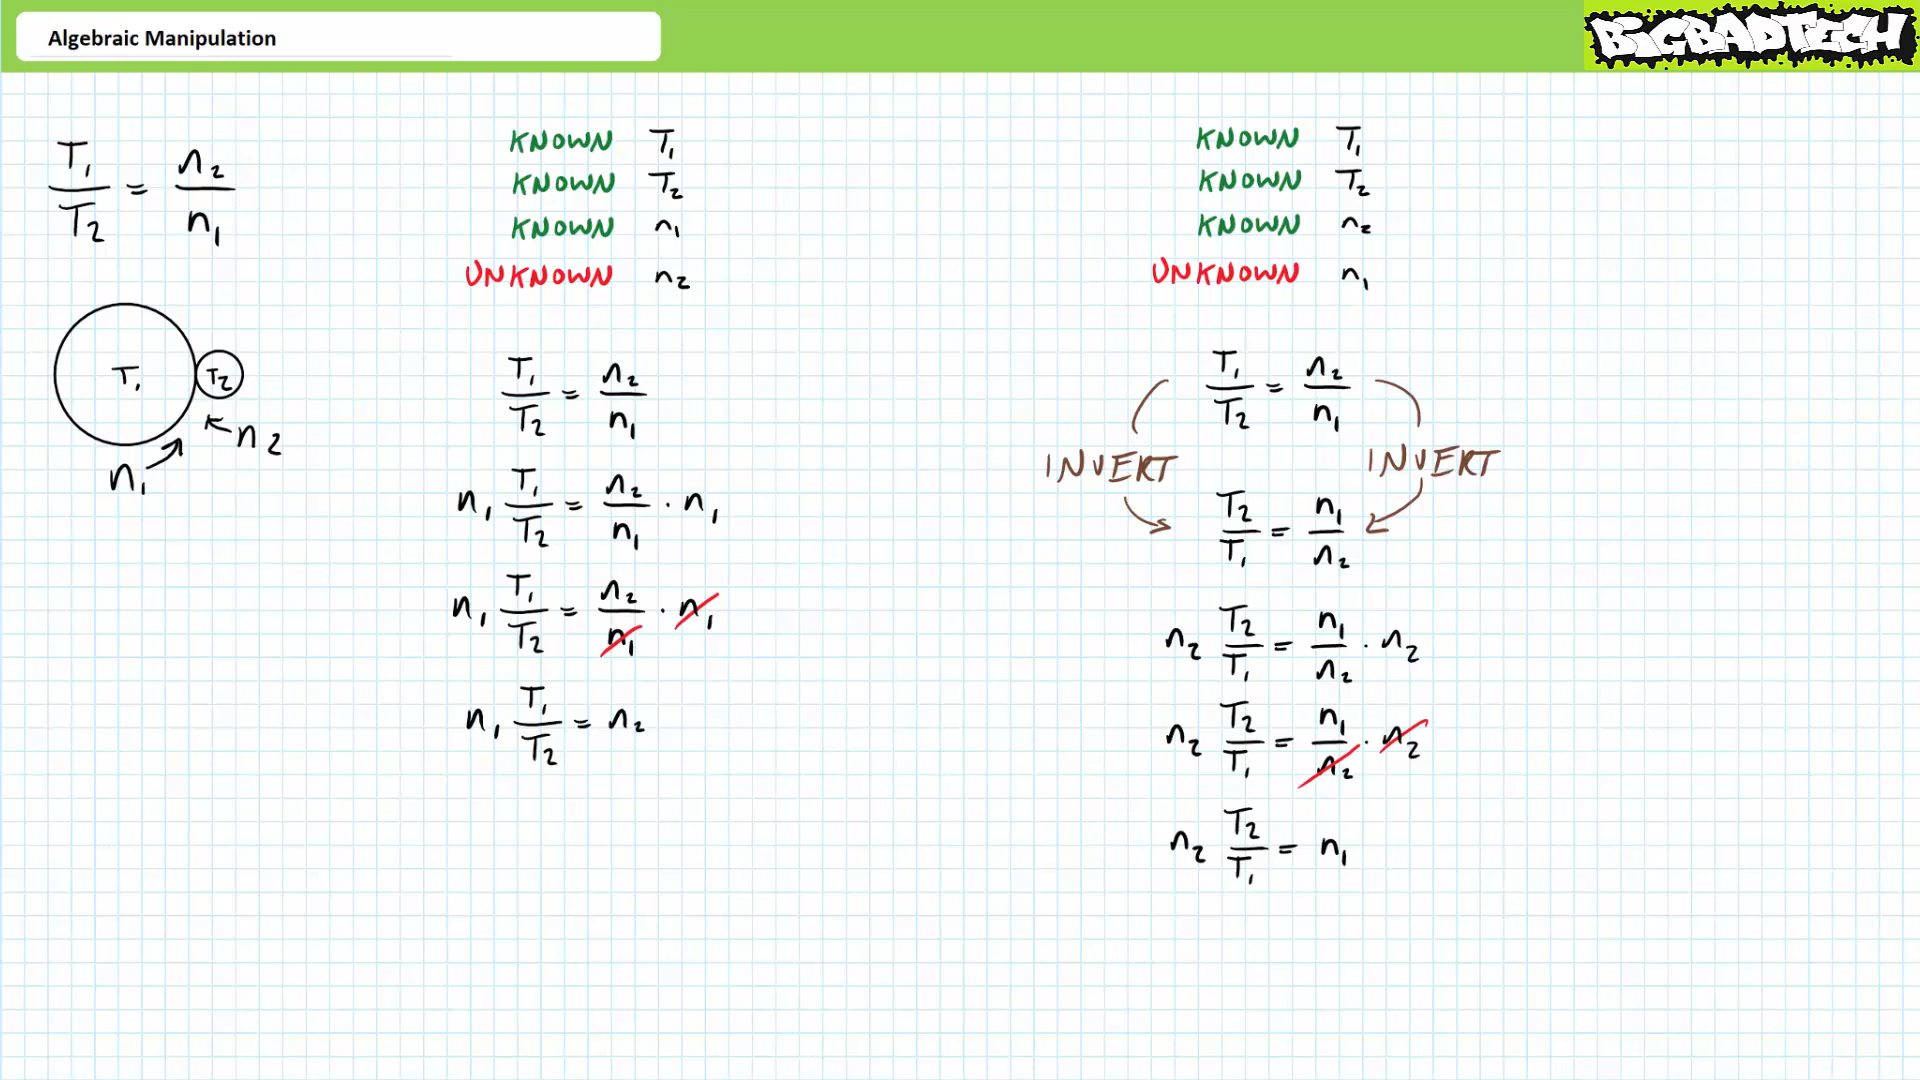 Algebraic Manipulation
BIGBADTECH
T₁/T₂ = n₂/n₁
T₁
T₂
n₂
n₁
KNOWN T₁
KNOWN T₂
KNOWN n₁
UNKNOWN n₂
T₁/T₂ = n₂/n₁
n₁ T₁/T₂ = n₂/n₁ · n₁
n₁ T₁/T₂ = n₂/n₁ · n₁
n₁ T₁/T₂ = n₂
KNOWN T₁
KNOWN T₂
KNOWN n₂
UNKNOWN n₁
T₁/T₂ = n₂/n₁
INVERT INVERT
T₂/T₁ = n₁/n₂
n₂ T₂/T₁ = n₁/n₂ · n₂
n₂ T₂/T₁ = n₁/n₂ · n₂
n₂ T₂/T₁ = n₁